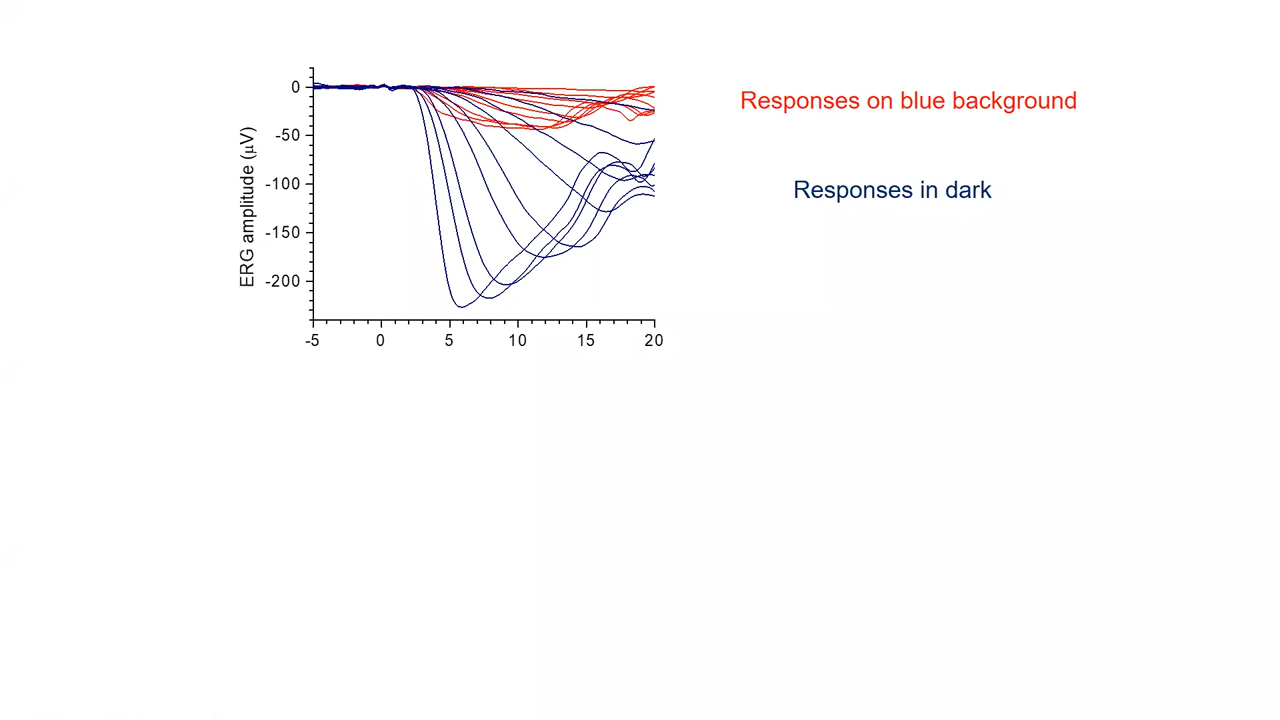 0
-50
-100
-150
-200
ERG amplitude (μV)
-5 0 5 10 15 20
Responses on blue background
Responses in dark